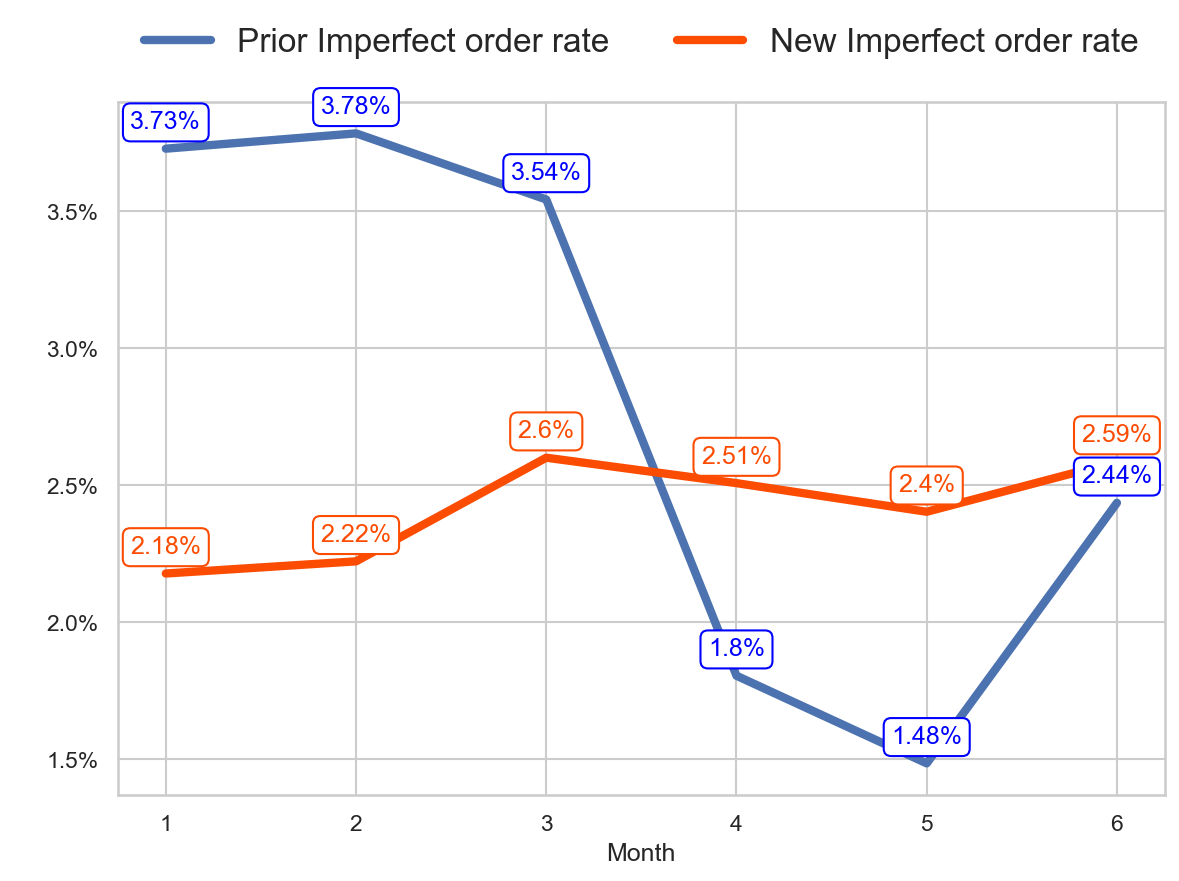 Prior Imperfect order rate New Imperfect order rate
3.73% 3.78%
3.54%
3.5%
3.0%
2.6% 2.51% 2.59%
2.5% 2.4% 2.44%
2.18% 2.22%
2.0%
1.8%
1.48%
1.5%
1 2 3 4 5 6
Month